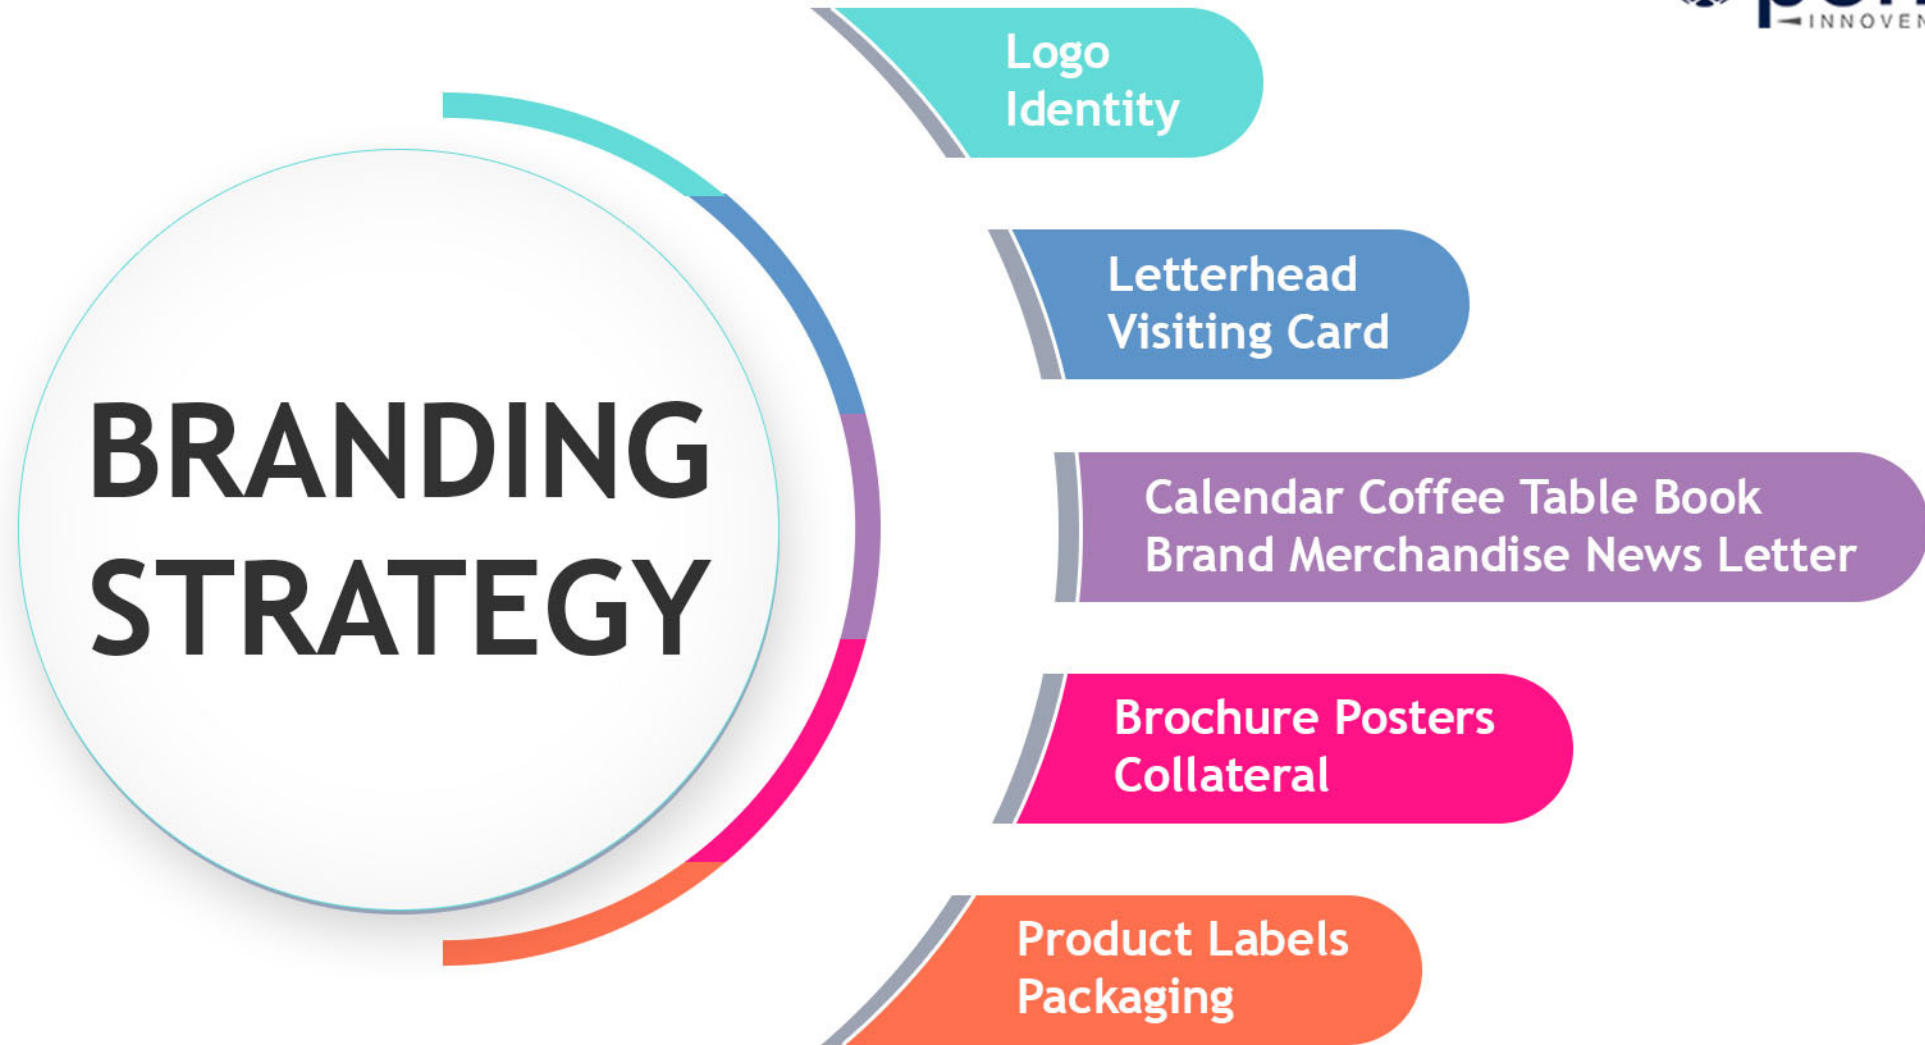 Logo
Identity
BRANDING
STRATEGY
Letterhead
Visiting Card
Calendar Coffee Table Book
Brand Merchandise News Letter
Brochure Posters
Collateral
Product Labels
Packaging